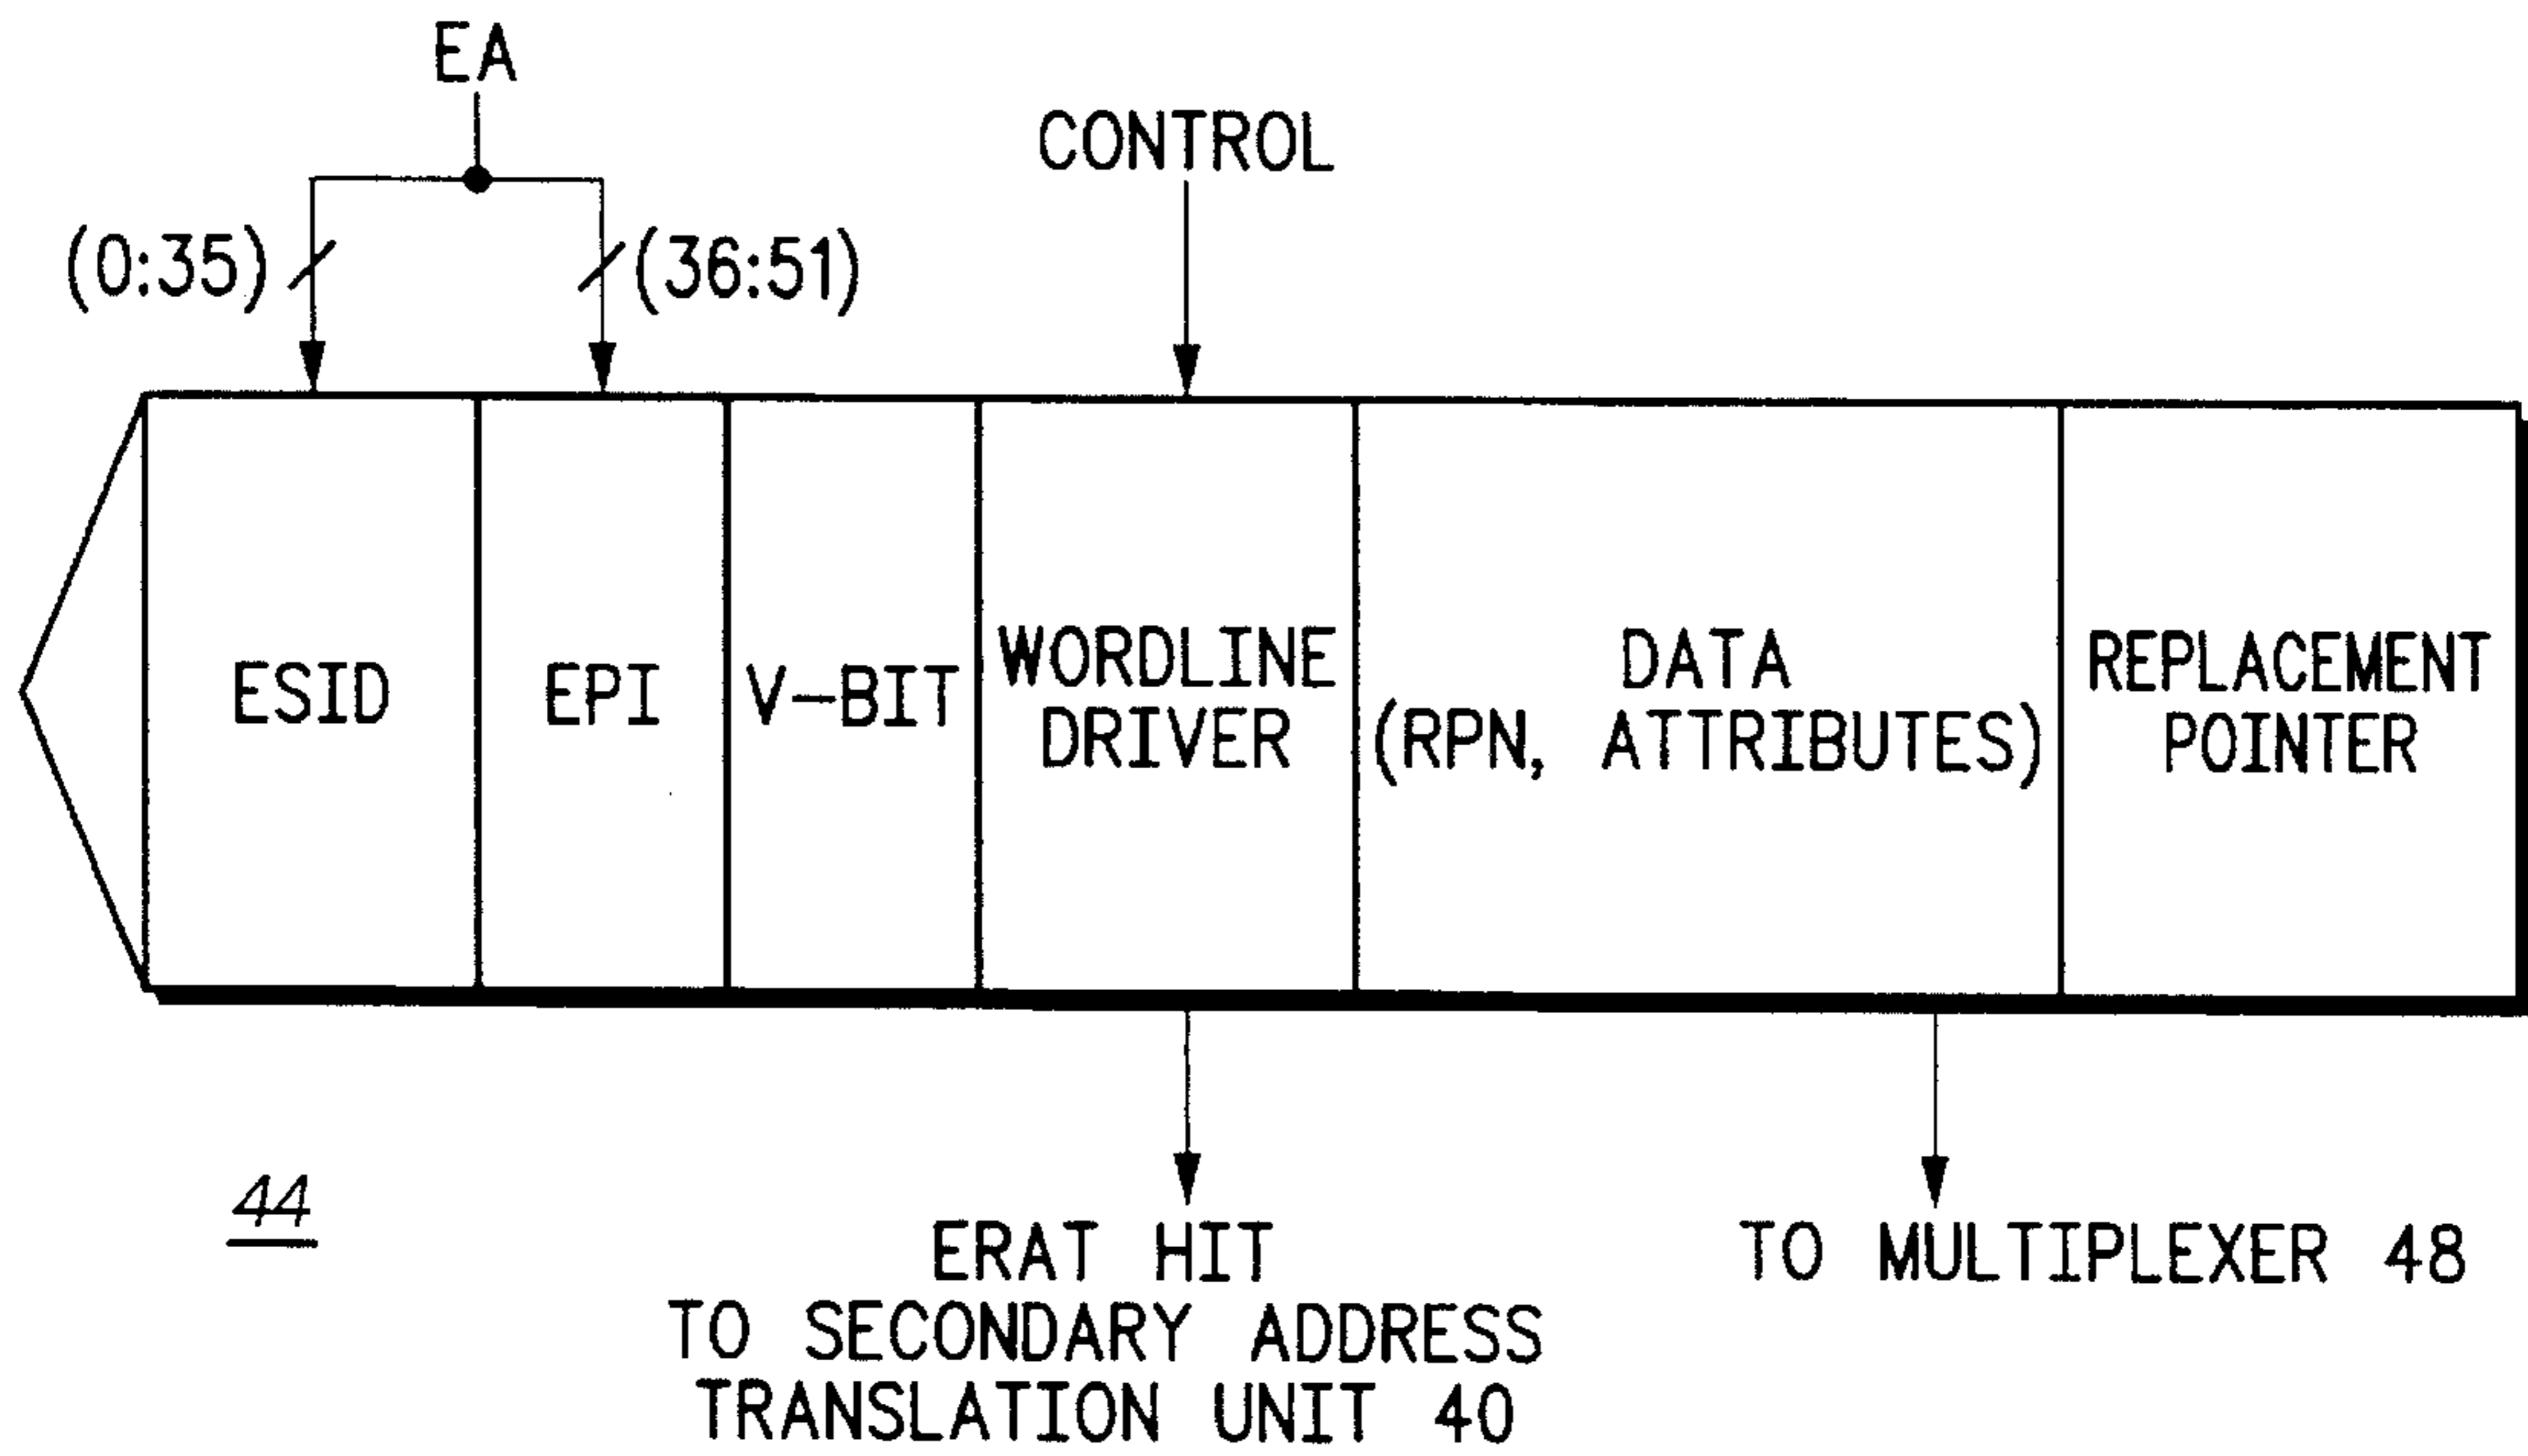 EA
CONTROL
(0:35)
(36:51)
ESID
EPI
V-BIT
WORDLINE
DRIVER
DATA
(RPN, ATTRIBUTES)
REPLACEMENT
POINTER
44
ERAT HIT
TO SECONDARY ADDRESS
TRANSLATION UNIT 40
TO MULTIPLEXER 48